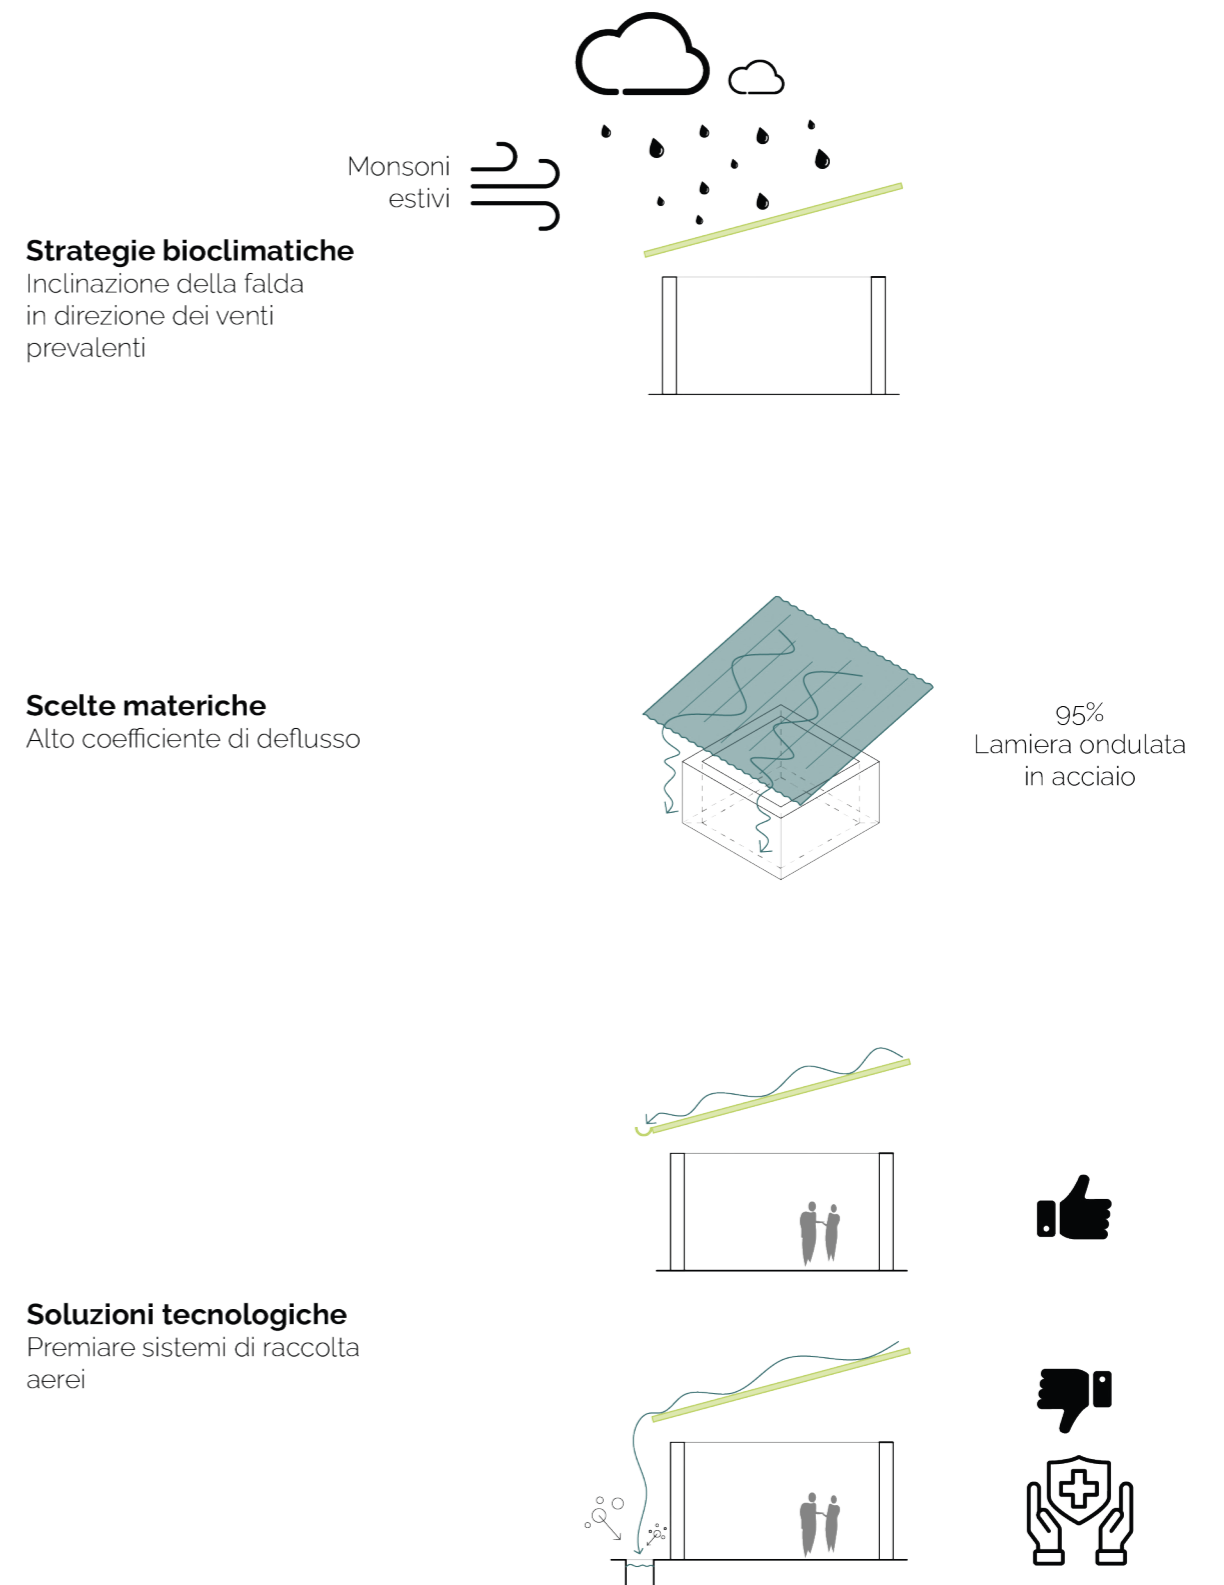 Monsoni
estivi
Strategie bioclimatiche
Inclinazione della falda
in direzione dei venti
prevalenti
Scelte materiche
Alto coefficiente di deflusso
95%
Lamiera ondulata
in acciaio
Soluzioni tecnologiche
Premiare sistemi di raccolta
aerei